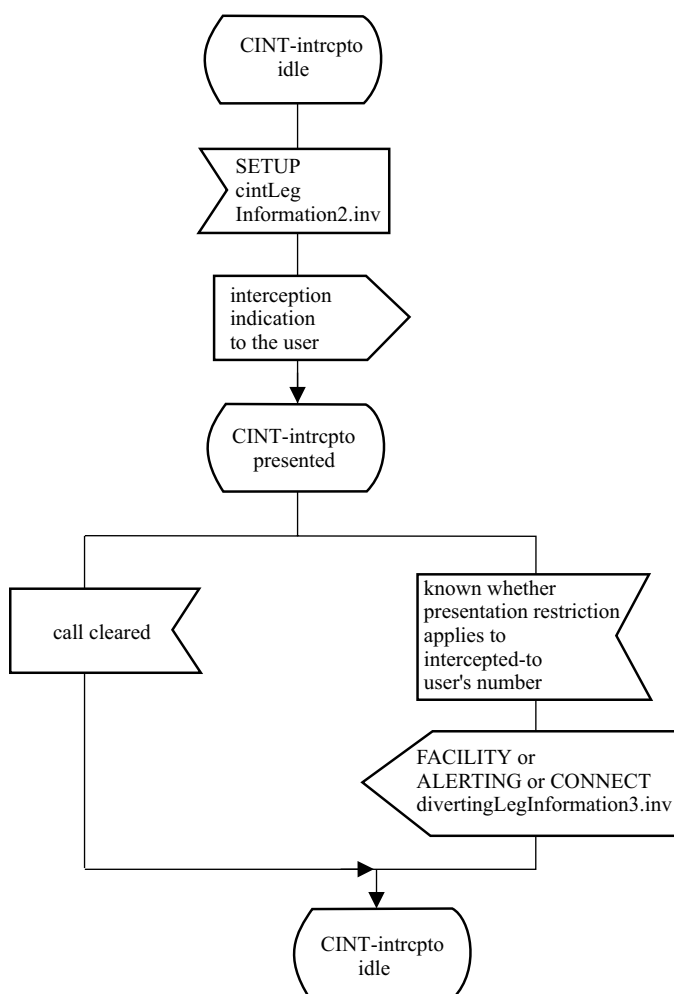 CINT-intrcpto
idle
SETUP
cintLeg
Information2.inv
interception
indication
to the user
CINT-intrcpto
presented
call cleared
known whether
presentation restriction
applies to
intercepted-to
user's number
FACILITY or
ALERTING or CONNECT
divertingLegInformation3.inv
CINT-intrcpto
idle